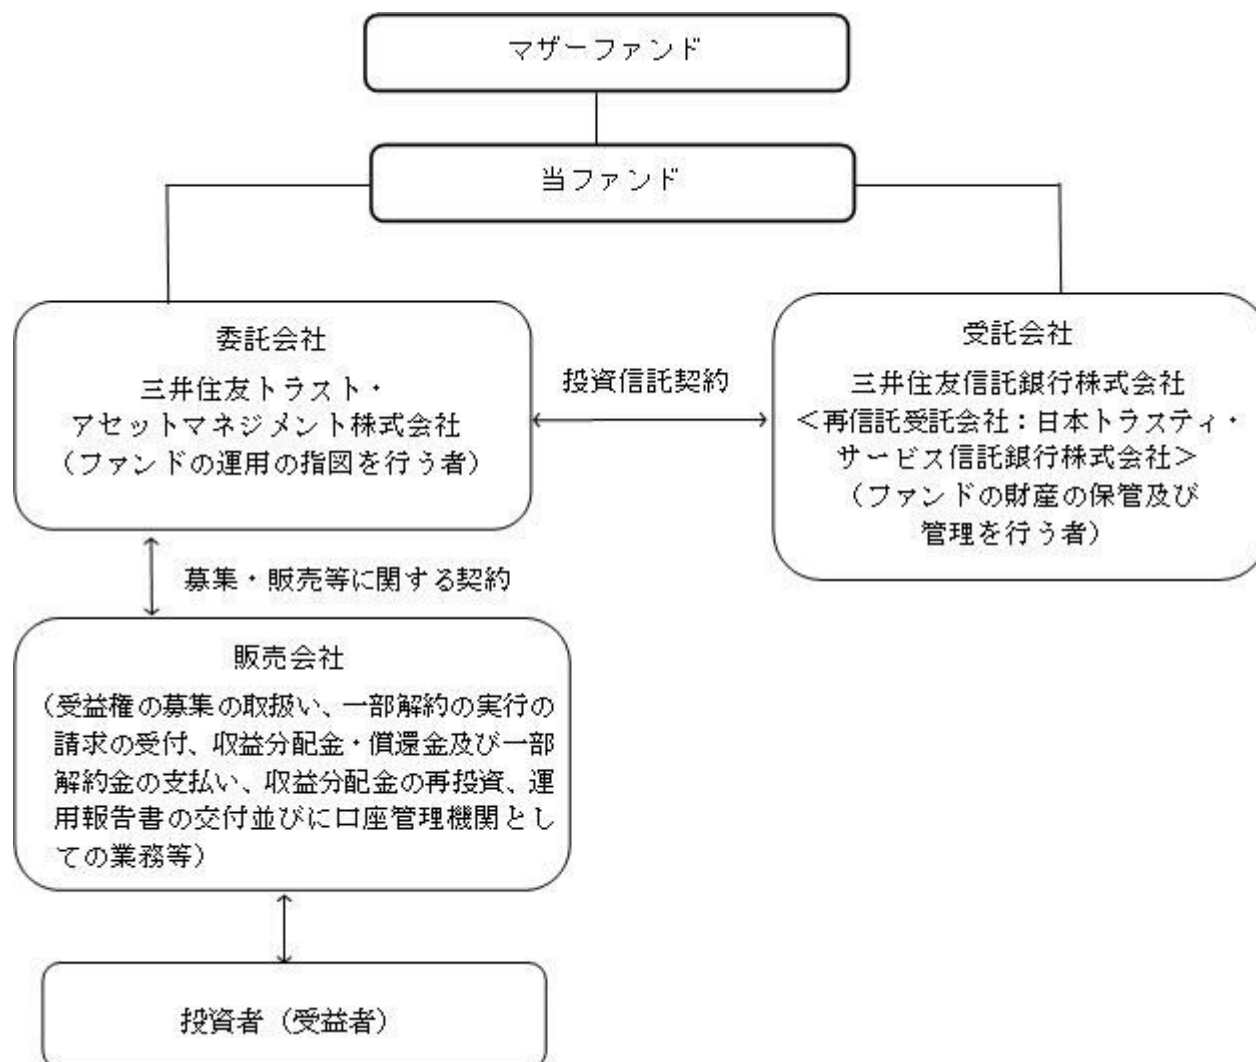 マザーファンド
当ファンド
委託会社
三井住友トラスト・
アセットマネジメント株式会社
(ファンドの運用の指図を行う者)
投資信託契約
受託会社
三井住友信託銀行株式会社
<再信託受託会社:日本トラスティ・
サービス信託銀行株式会社>
(ファンドの財産の保管及び
管理を行う者)
募集・販売等に関する契約
販売会社
(受益権の募集の取扱い、一部解約の実行の
請求の受付、収益分配金・償還金及び一部
解約金の支払い、収益分配金の再投資、運
用報告書の交付並びに口座管理機関とし
ての業務等)
投資者(受益者)